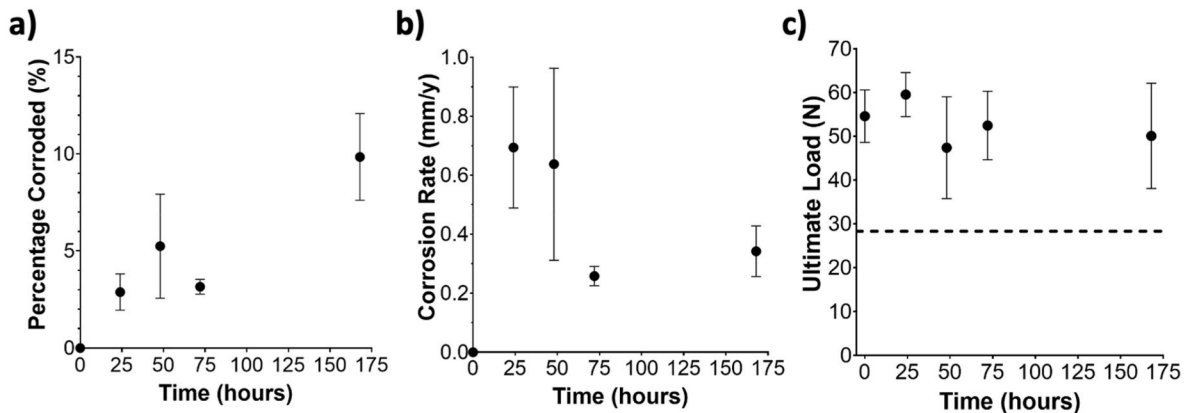 a)
Percentage Corroded (%)
15
10
5
0
0 25 50 75 100 125 150 175
Time (hours)
b)
Corrosion Rate (mm/y)
1.0
0.8
0.6
0.4
0.2
0.0
0 25 50 75 100 125 150 175
Time (hours)
c)
Ultimate Load (N)
70
60
50
40
30
20
10
0
0 25 50 75 100 125 150 175
Time (hours)